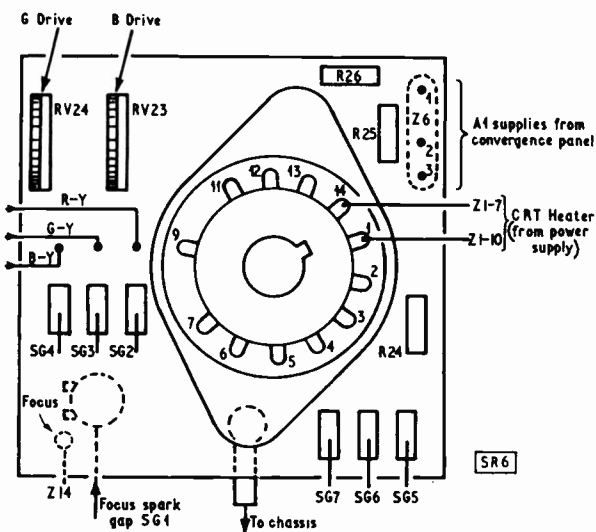 G Drive B Drive
R26
RV24 RV23
1
Z6
R25
A1 supplies from
convergence panel
2
3
11 12 13 14
R-Y
Z1-7
CRT Heater
(from power
supply)
G-Y
Z1-10
B-Y
9
1
2
3
4
5
6
7
SG4 SG3 SG2
R24
Focus
SG7 SG6 SG5
SR6
Z14
Focus spark
gap SG1
To chassis